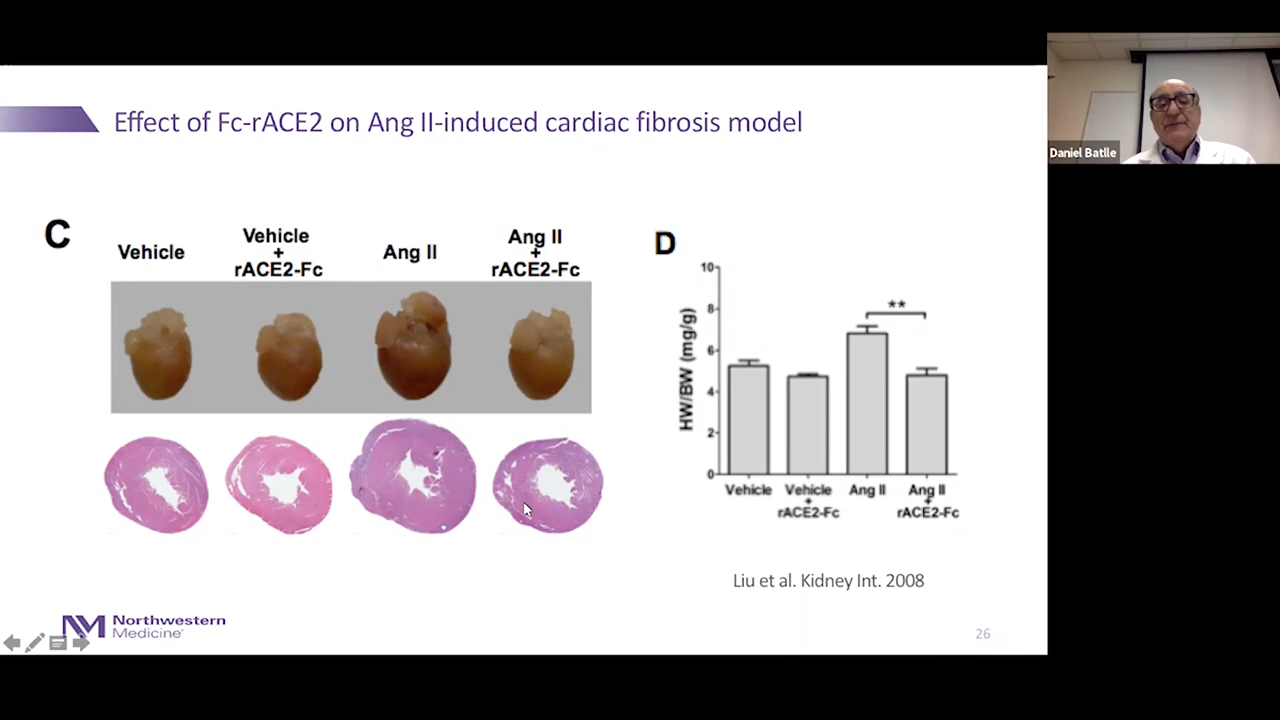 Effect of Fc-rACE2 on Ang II-induced cardiac fibrosis model
Daniel Batlle
C
Vehicle
Vehicle
+
rACE2-Fc
Ang II
Ang II
+
rACE2-Fc
D
10
8
6
4
2
0
HW/BW (mg/g)
**
Vehicle
Vehicle
+
rACE2-Fc
Ang II
Ang II
+
rACE2-Fc
Liu et al. Kidney Int. 2008
NM
Northwestern
Medicine®
26